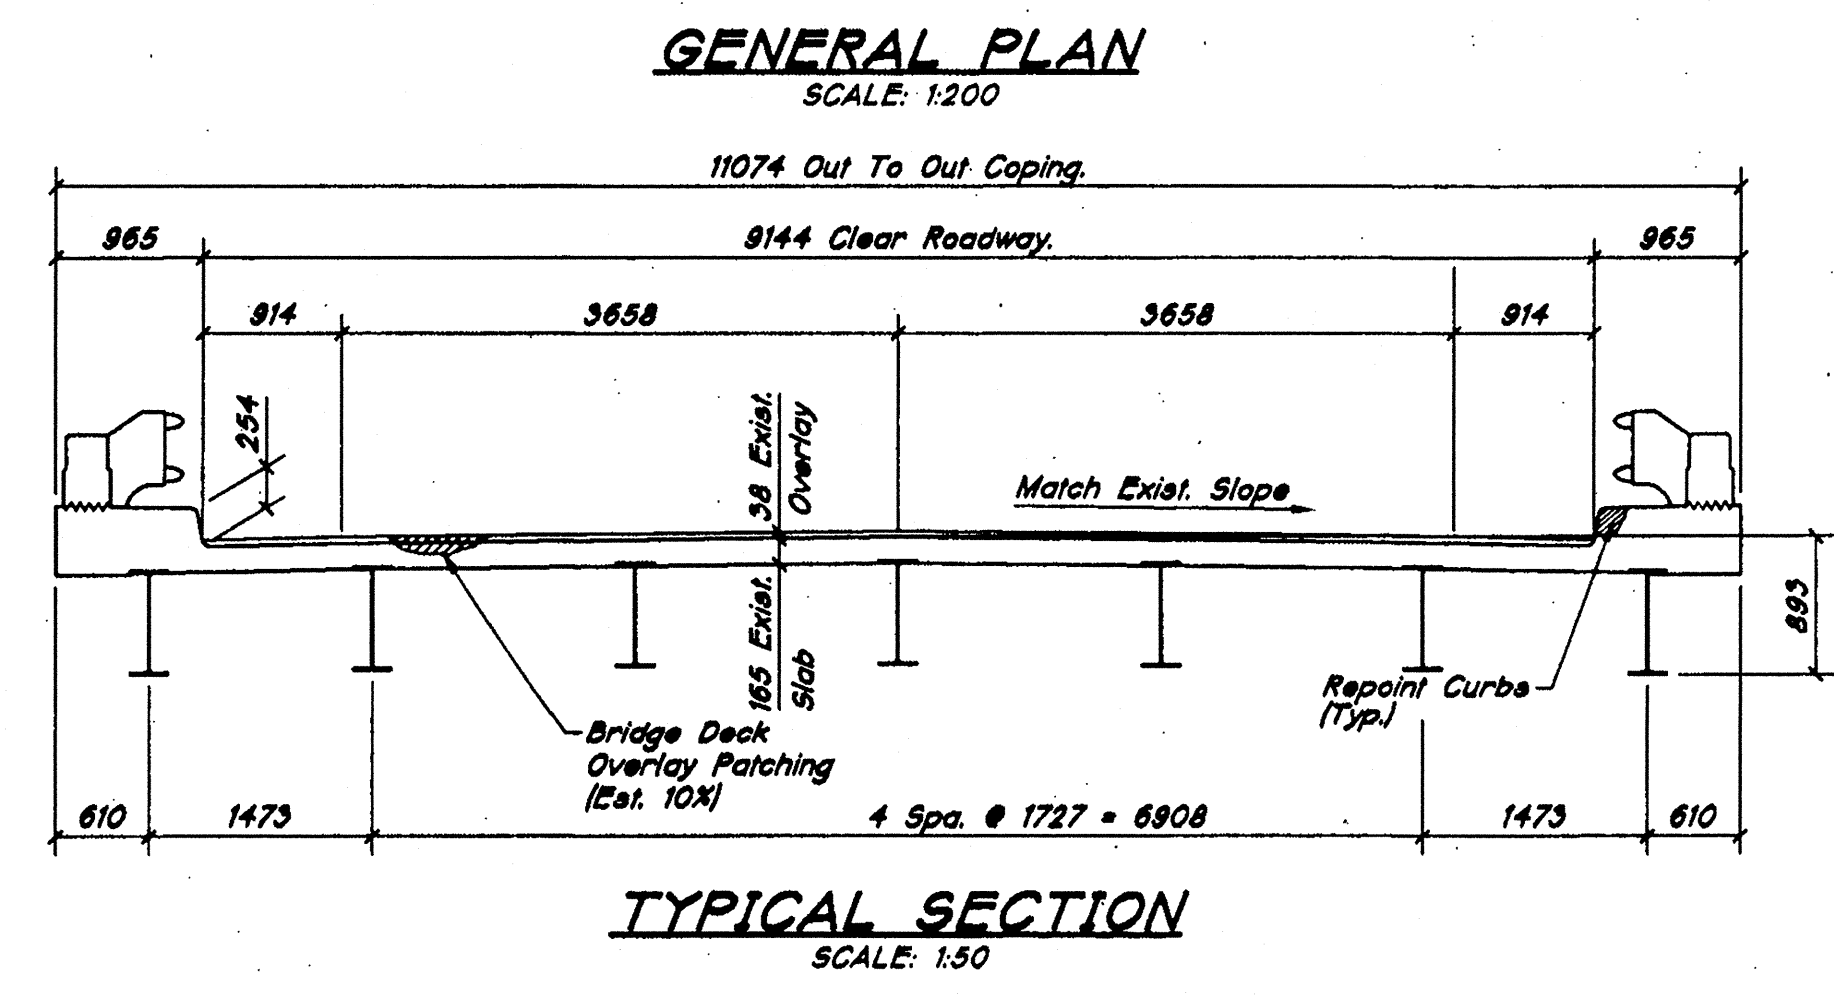 GENERAL PLAN
SCALE: 1:200
11074 Out To Out Coping.
965
9144 Clear Roadway.
965
914
3658
3658
914
254
38 Exist.
Overlay
Match Exist. Slope
165 Exist.
Slab
893
Repoint Curbs
(Typ.)
Bridge Deck
Overlay Patching
(Est. 10%)
610
1473
4 Spa. @ 1727 = 6908
1473
610
TYPICAL SECTION
SCALE: 1:50